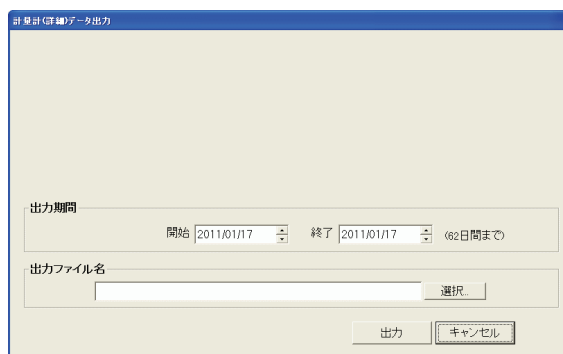 計量計(詳細)データ出力
出力期間
開始 2011/01/17 終了 2011/01/17 (62日間まで)
出力ファイル名
選択...
出力 キャンセル